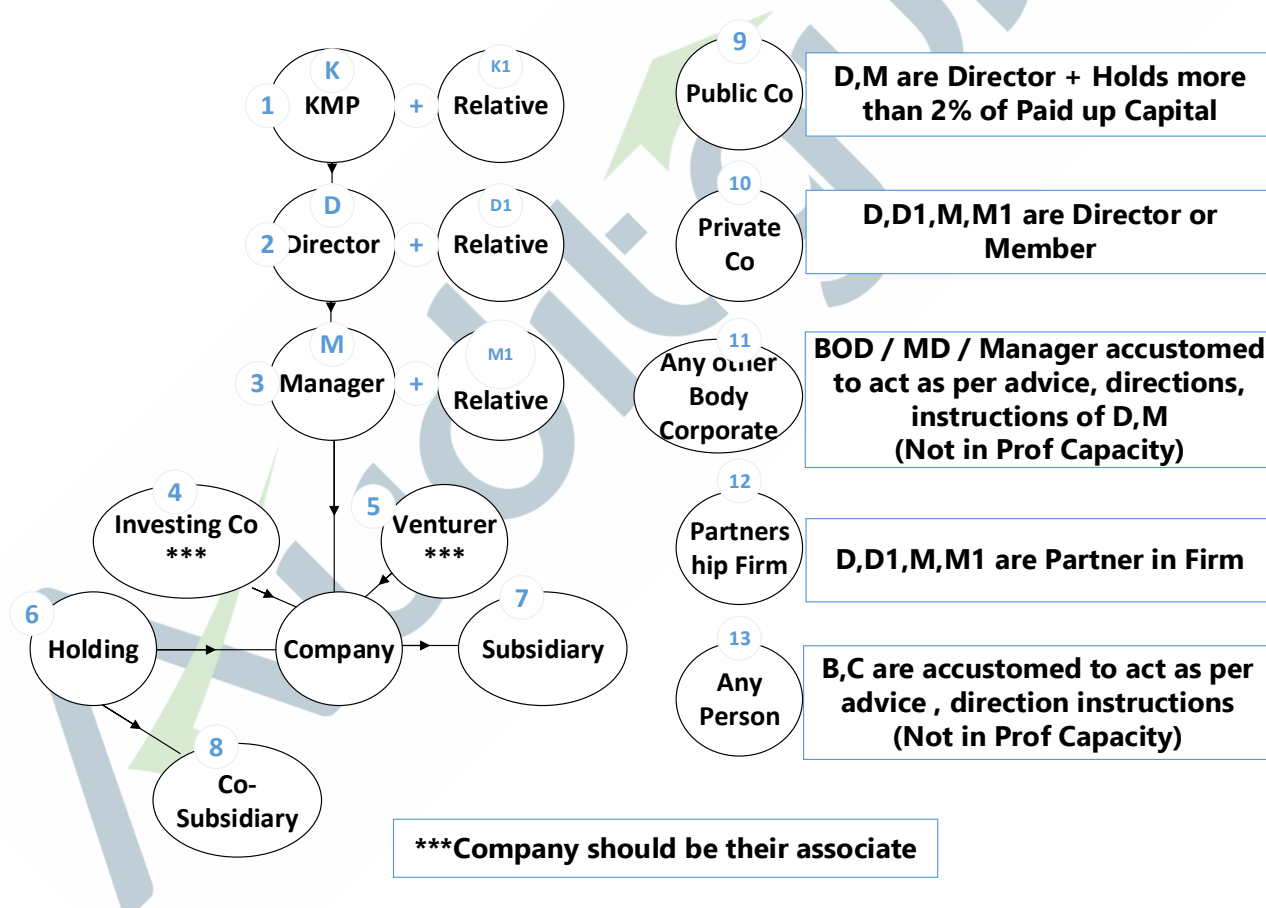 K
1
KMP
+
K1
Relative
D
2
Director
+
D1
Relative
M
3
Manager
+
M1
Relative
4
Investing Co
***
5
Venturer
***
6
Holding
Company
7
Subsidiary
8
Co-
Subsidiary
***Company should be their associate
9
Public Co
D,M are Director + Holds more
than 2% of Paid up Capital
10
Private
Co
D,D1,M,M1 are Director or
Member
11
Any other
Body
Corporate
BOD / MD / Manager accustomed
to act as per advice, directions,
instructions of D,M
(Not in Prof Capacity)
12
Partners
hip Firm
D,D1,M,M1 are Partner in Firm
13
Any
Person
B,C are accustomed to act as per
advice , direction instructions
(Not in Prof Capacity)